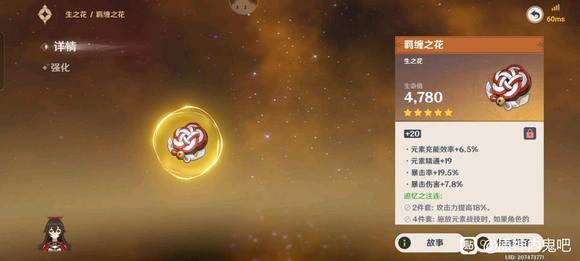 生之花 / 羁缠之花
60ms
详情
强化
羁缠之花
生之花
生命值
4,780
+20
·元素充能效率+6.5%
·元素精通+19
·暴击率+19.5%
·暴击伤害+7.8%
追忆之注连:
2件套:攻击力提高18%。
4件套:施放元素战技时,如果角色的
故事
内鬼吧
UID: 207473771